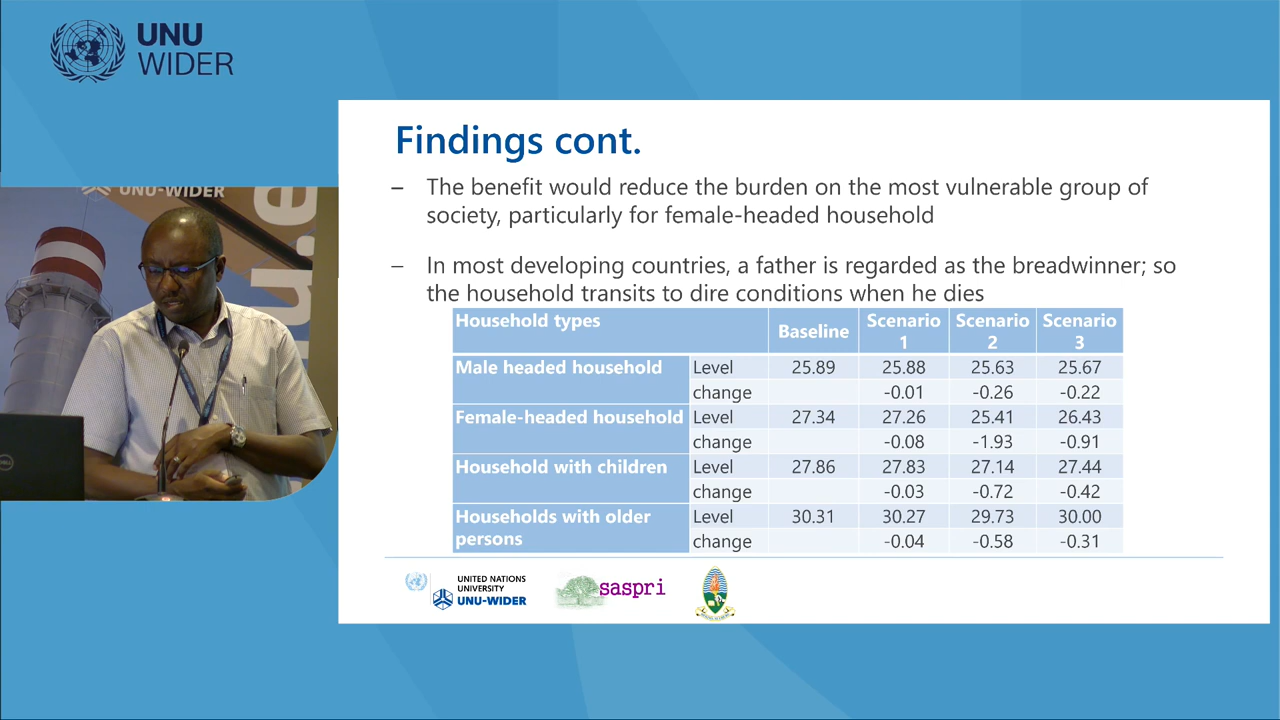 UNU
WIDER
UNU-WIDER
Findings cont.
– The benefit would reduce the burden on the most vulnerable group of
society, particularly for female-headed household
– In most developing countries, a father is regarded as the breadwinner; so
the household transits to dire conditions when he dies
Household types Baseline Scenario 1 Scenario 2 Scenario 3
Male headed household Level 25.89 25.88 25.63 25.67
change -0.01 -0.26 -0.22
Female-headed household Level 27.34 27.26 25.41 26.43
change -0.08 -1.93 -0.91
Household with children Level 27.86 27.83 27.14 27.44
change -0.03 -0.72 -0.42
Households with older persons Level 30.31 30.27 29.73 30.00
change -0.04 -0.58 -0.31
UNITED NATIONS
UNIVERSITY
UNU-WIDER
saspri